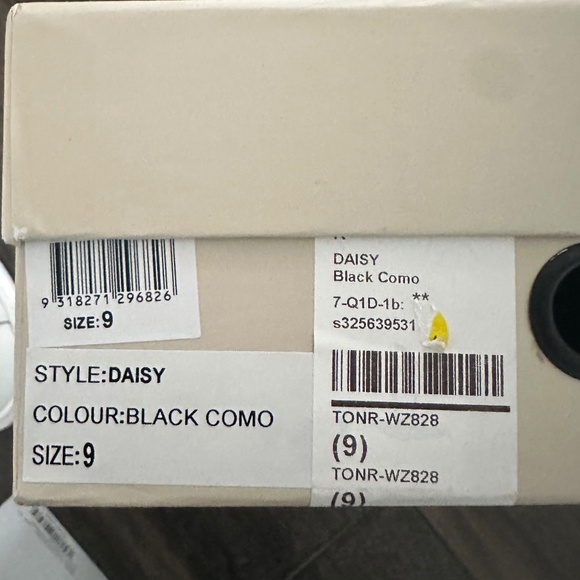 9 318271 296826
SIZE:9
STYLE:DAISY
COLOUR:BLACK COMO
SIZE:9
DAISY
Black Como
7-Q1D-1b: **
s325639531
TONR-WZ828
(9)
TONR-WZ828
(9)